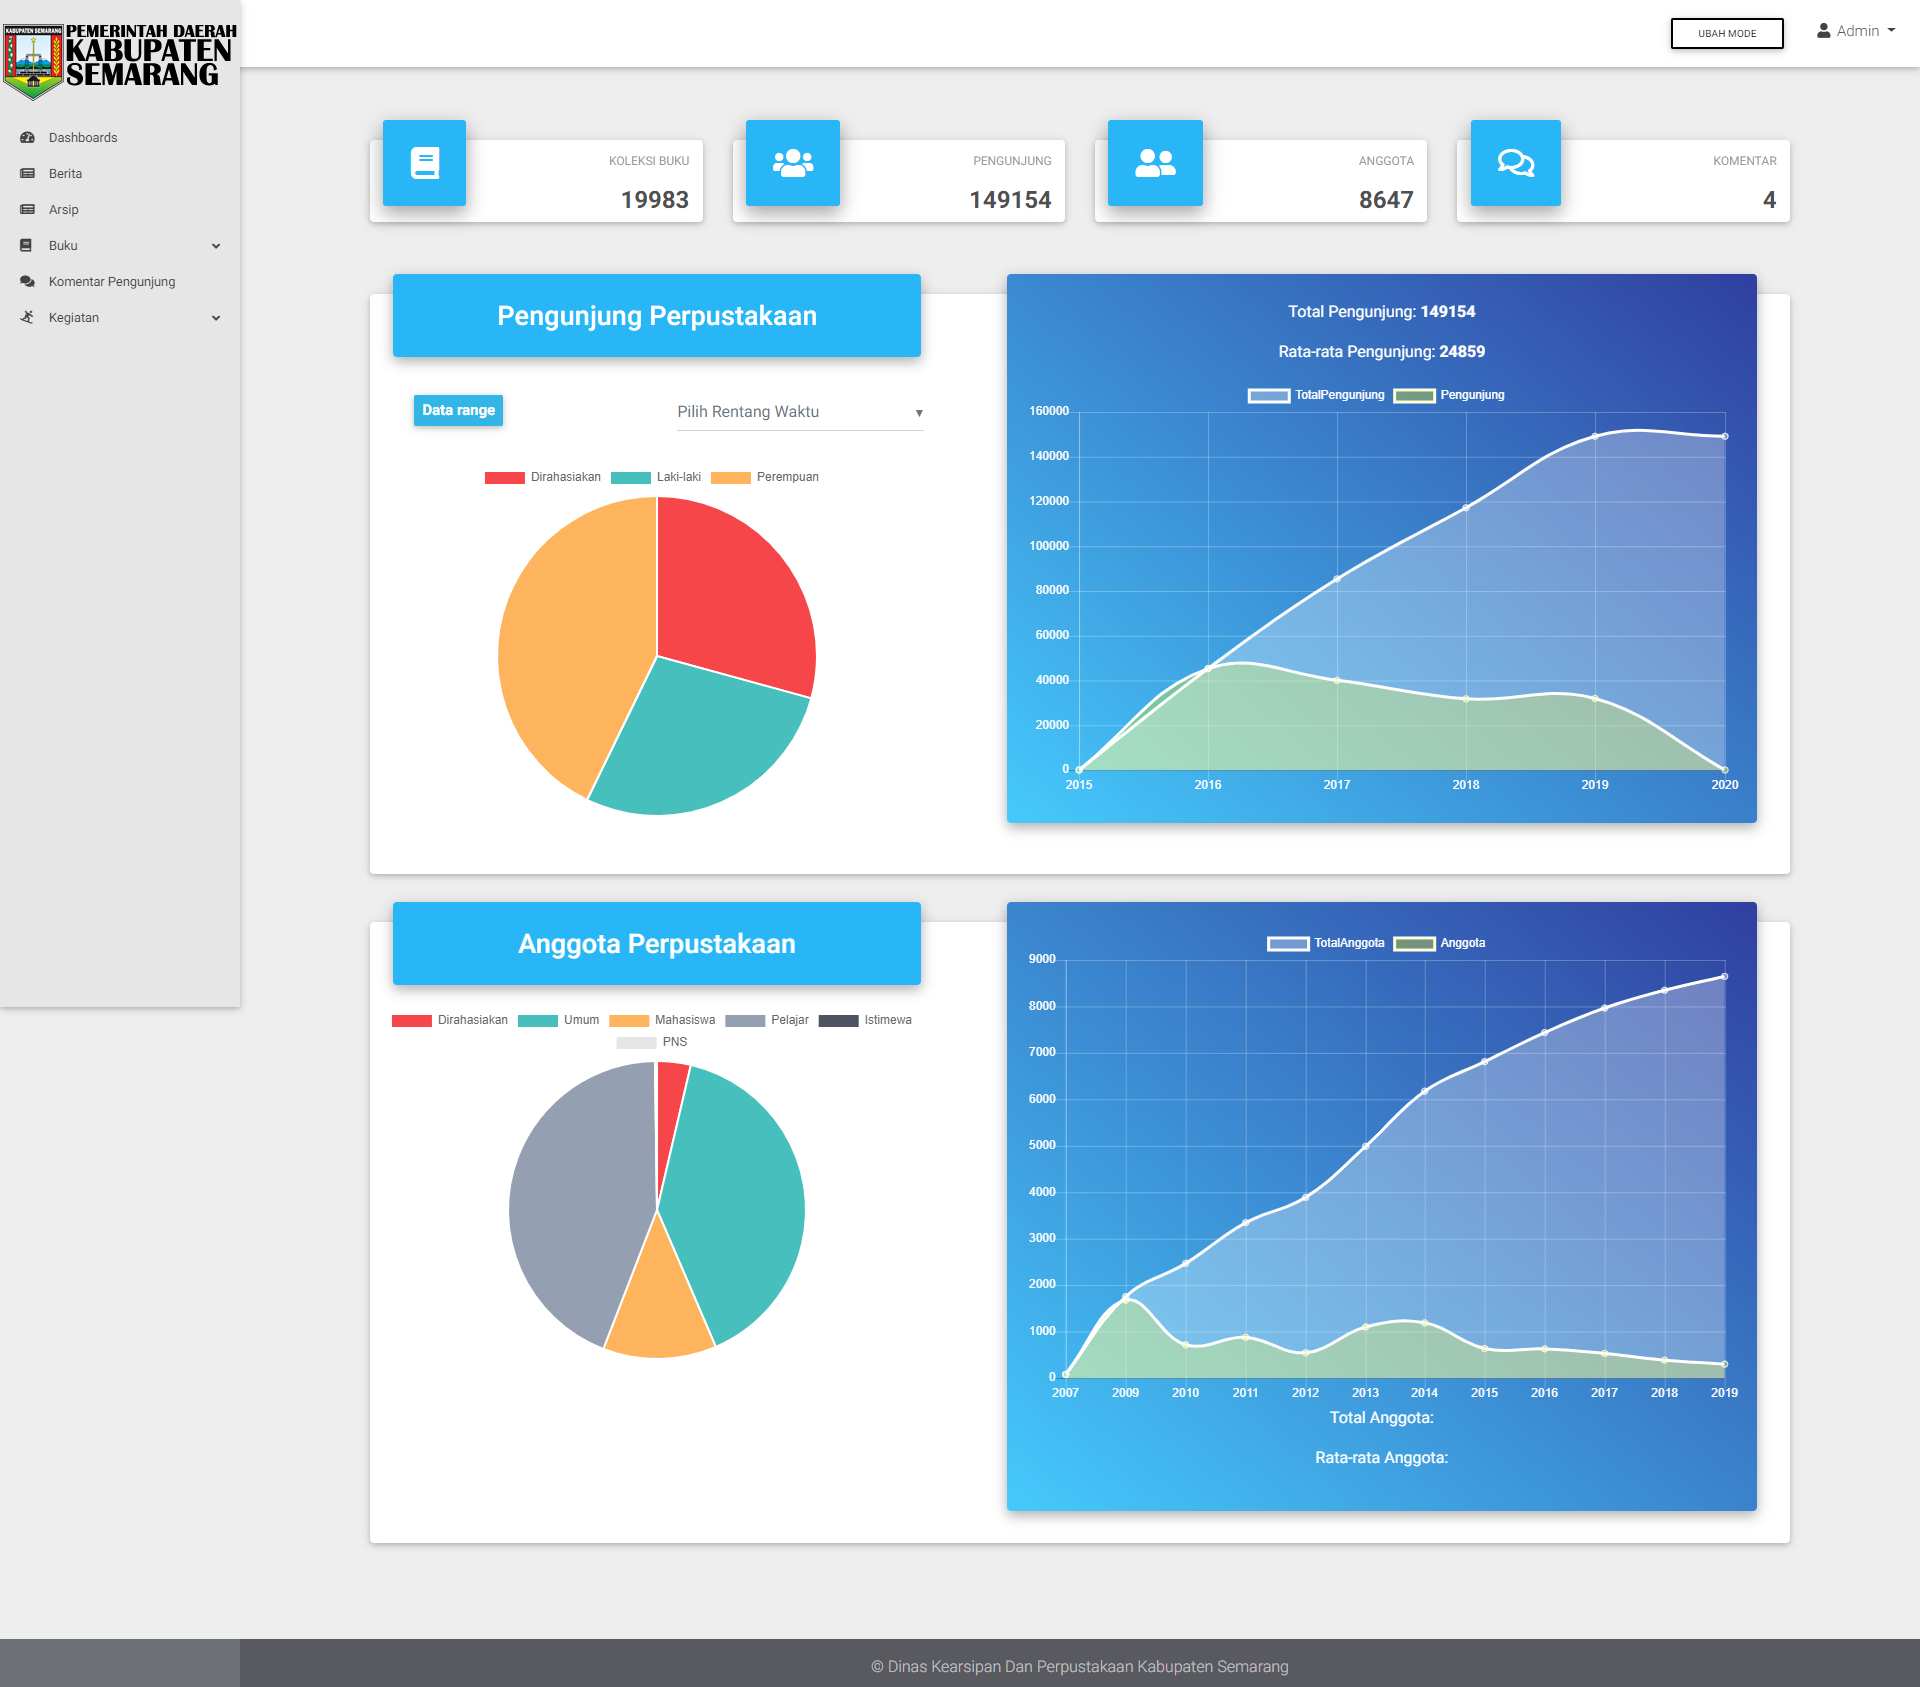 KABUPATEN SEMARANG
PEMERINTAH DAERAH
KABUPATEN
SEMARANG
UBAH MODE
Admin
Dashboards
Berita
Arsip
Buku
Komentar Pengunjung
Kegiatan
KOLEKSI BUKU
19983
PENGUNJUNG
149154
ANGGOTA
8647
KOMENTAR
4
Pengunjung Perpustakaan
Data range
Pilih Rentang Waktu
Dirahasiakan Laki-laki Perempuan
Total Pengunjung: 149154
Rata-rata Pengunjung: 24859
TotalPengunjung Pengunjung
160000
140000
120000
100000
80000
60000
40000
20000
0
2015 2016 2017 2018 2019 2020
Anggota Perpustakaan
Dirahasiakan Umum Mahasiswa Pelajar Istimewa
PNS
TotalAnggota Anggota
9000
8000
7000
6000
5000
4000
3000
2000
1000
0
2007 2009 2010 2011 2012 2013 2014 2015 2016 2017 2018 2019
Total Anggota:
Rata-rata Anggota:
© Dinas Kearsipan Dan Perpustakaan Kabupaten Semarang